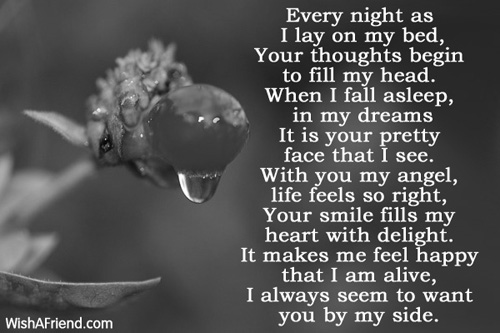 Every night as
I lay on my bed,
Your thoughts begin
to fill my head.
When I fall asleep,
in my dreams
It is your pretty
face that I see.
With you my angel,
life feels so right,
Your smile fills my
heart with delight.
It makes me feel happy
that I am alive,
I always seem to want
you by my side.
WishAFriend.com